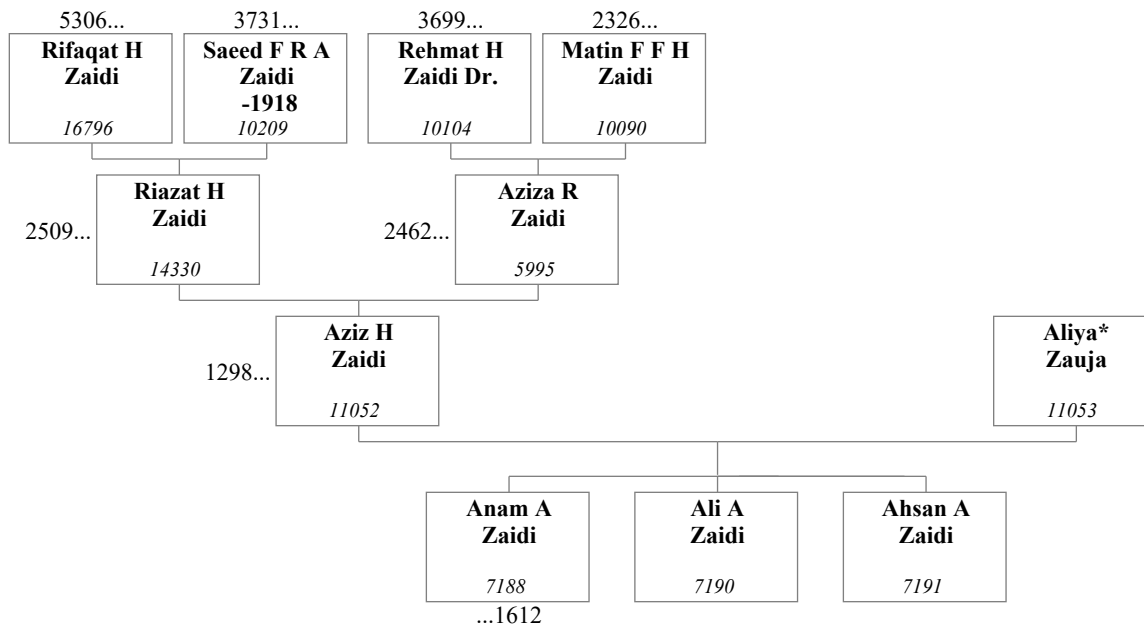 5306...
3731...
3699...
2326...
Rifaqat H
Zaidi
16796
Saeed F R A
Zaidi
-1918
10209
Rehmat H
Zaidi Dr.
10104
Matin F F H
Zaidi
10090
2509...
Riazat H
Zaidi
14330
2462...
Aziza R
Zaidi
5995
1298...
Aziz H
Zaidi
11052
Aliya*
Zauja
11053
Anam A
Zaidi
7188
...1612
Ali A
Zaidi
7190
Ahsan A
Zaidi
7191